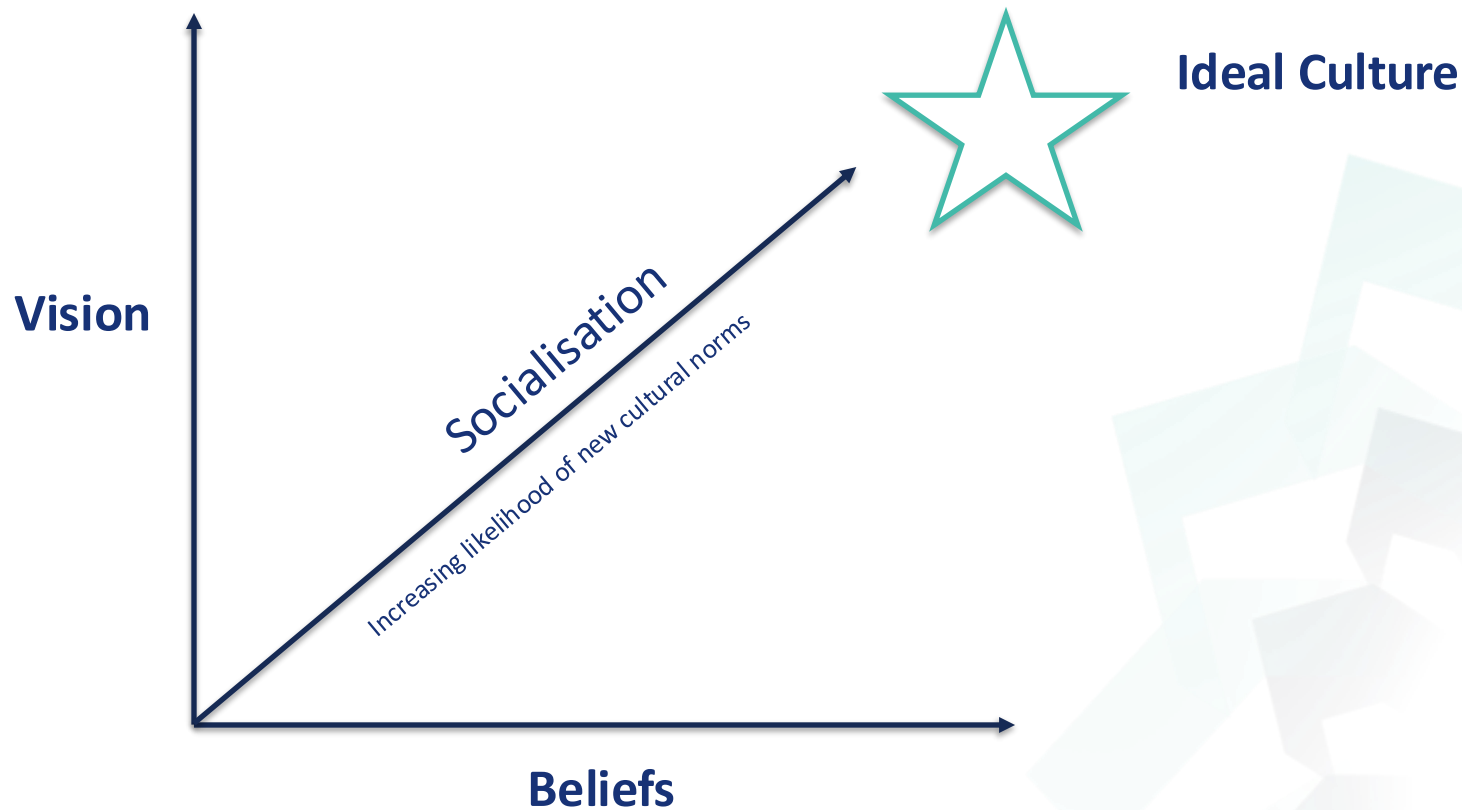 Ideal Culture
Vision
Socialisation
Increasing likelihood of new cultural norms
Beliefs